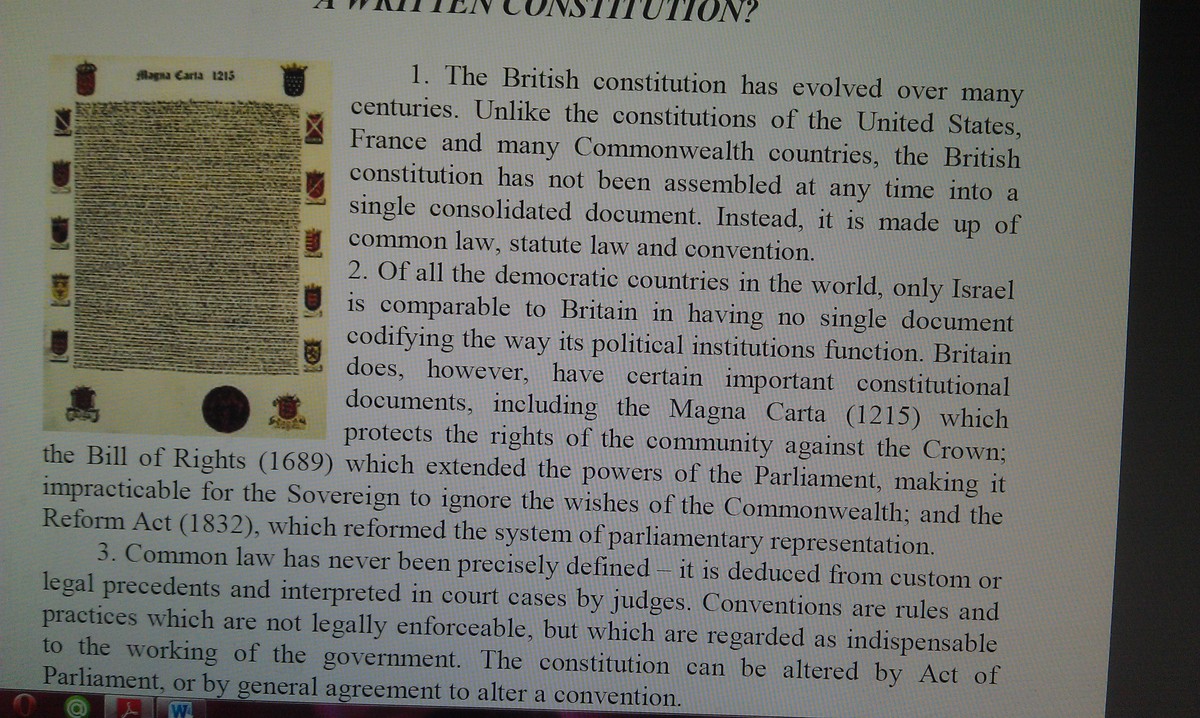 A WRITTEN CONSTITUTION?
Magna Carta 1215
1. The British constitution has evolved over many
centuries. Unlike the constitutions of the United States,
France and many Commonwealth countries, the British
constitution has not been assembled at any time into a
single consolidated document. Instead, it is made up of
common law, statute law and convention.
2. Of all the democratic countries in the world, only Israel
is comparable to Britain in having no single document
codifying the way its political institutions function. Britain
does, however, have certain important constitutional
documents, including the Magna Carta (1215) which
protects the rights of the community against the Crown;
the Bill of Rights (1689) which extended the powers of the Parliament, making it
impracticable for the Sovereign to ignore the wishes of the Commonwealth; and the
Reform Act (1832), which reformed the system of parliamentary representation.
3. Common law has never been precisely defined – it is deduced from custom or
legal precedents and interpreted in court cases by judges. Conventions are rules and
practices which are not legally enforceable, but which are regarded as indispensable
to the working of the government. The constitution can be altered by Act of
Parliament, or by general agreement to alter a convention.
W